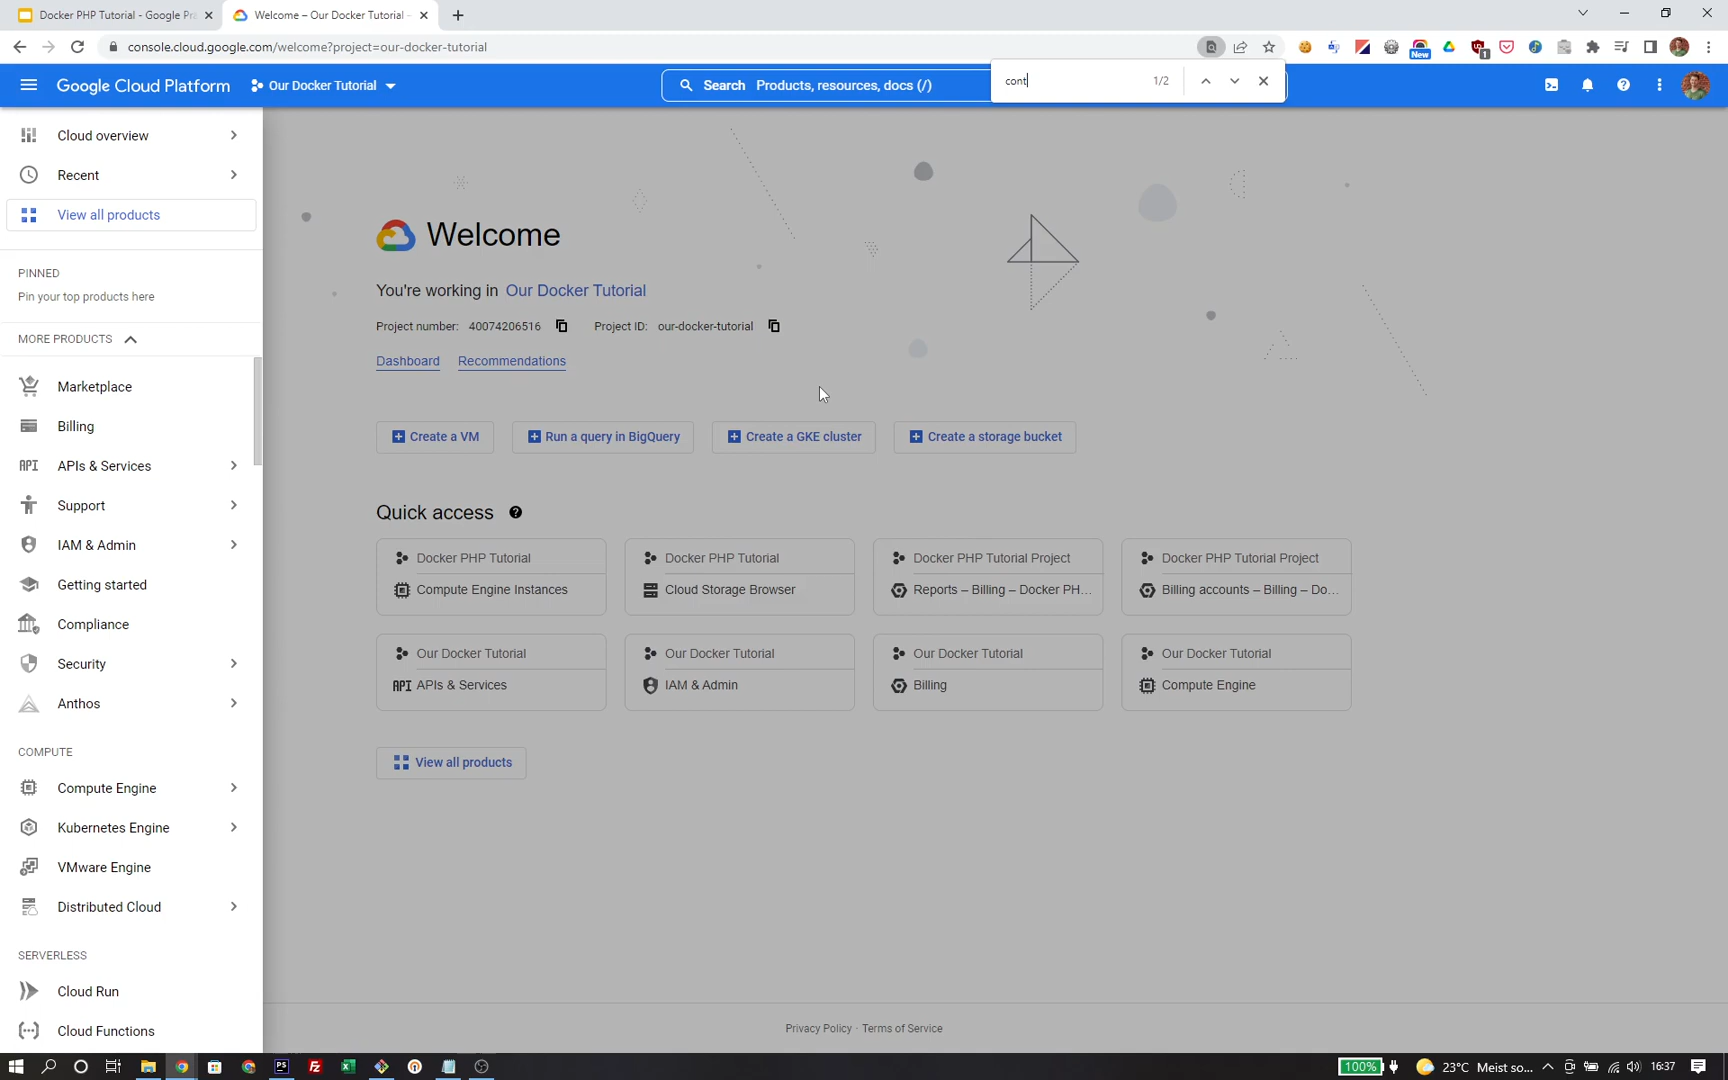 Docker PHP Tutorial - Google Pr
Welcome – Our Docker Tutorial -
console.cloud.google.com/welcome?project=our-docker-tutorial
New
1
Google Cloud Platform
Our Docker Tutorial
Search Products, resources, docs (/)
cont
1/2
Cloud overview
Recent
View all products
PINNED
Pin your top products here
MORE PRODUCTS
Marketplace
Billing
API APIs & Services
Support
IAM & Admin
Getting started
Compliance
Security
Anthos
COMPUTE
Compute Engine
Kubernetes Engine
VMware Engine
Distributed Cloud
SERVERLESS
Cloud Run
Cloud Functions
Welcome
You're working in Our Docker Tutorial
Project number: 40074206516 Project ID: our-docker-tutorial
Dashboard Recommendations
Create a VM
Run a query in BigQuery
Create a GKE cluster
Create a storage bucket
Quick access
Docker PHP Tutorial
Compute Engine Instances
Docker PHP Tutorial
Cloud Storage Browser
Docker PHP Tutorial Project
Reports – Billing – Docker PH...
Docker PHP Tutorial Project
Billing accounts – Billing – Do...
Our Docker Tutorial
API APIs & Services
Our Docker Tutorial
IAM & Admin
Our Docker Tutorial
Billing
Our Docker Tutorial
Compute Engine
View all products
Privacy Policy · Terms of Service
PS
100%
23°C Meist so...
16:37